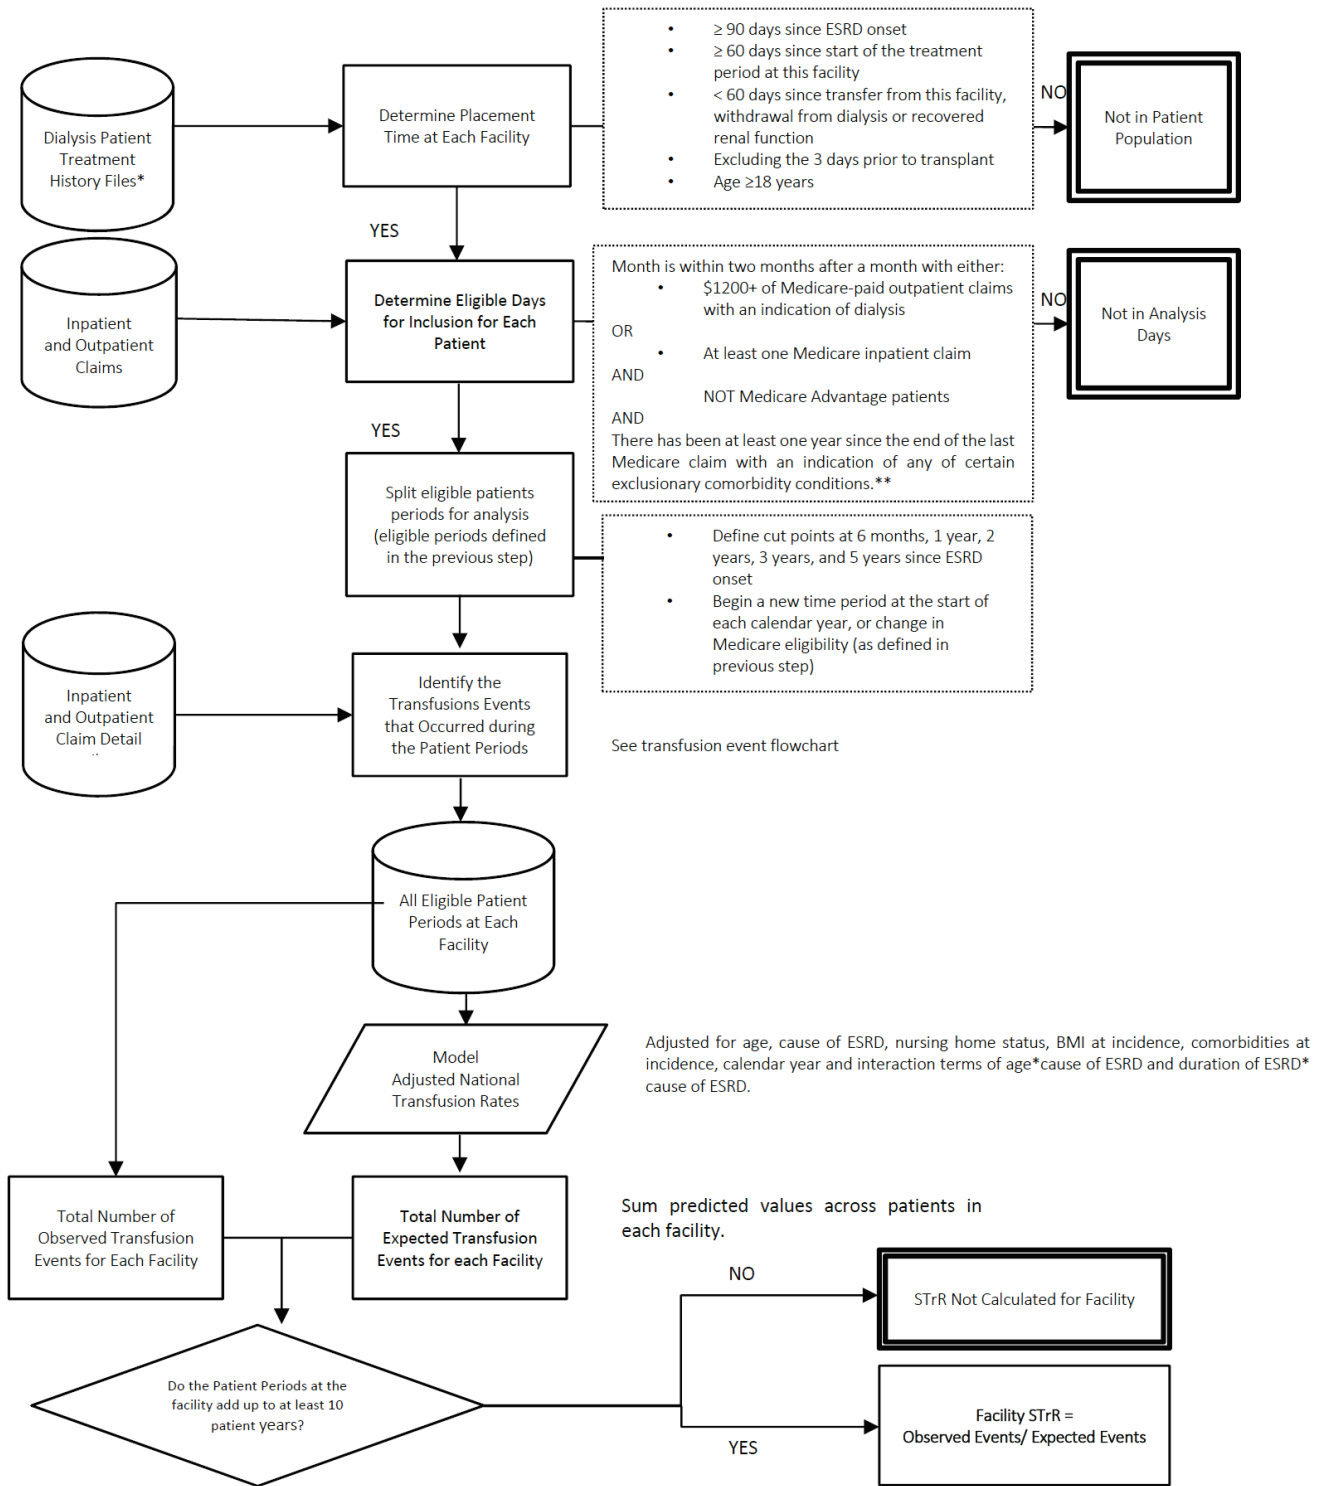 Dialysis Patient
Treatment
History Files*
Determine Placement
Time at Each Facility
• ≥ 90 days since ESRD onset
• ≥ 60 days since start of the treatment
period at this facility
• < 60 days since transfer from this facility,
withdrawal from dialysis or recovered
renal function
• Excluding the 3 days prior to transplant
• Age ≥18 years
NO
Not in Patient
Population
YES
Inpatient
and Outpatient
Claims
Determine Eligible Days
for Inclusion for Each
Patient
Month is within two months after a month with either:
• $1200+ of Medicare-paid outpatient claims
with an indication of dialysis
OR
• At least one Medicare inpatient claim
AND
NOT Medicare Advantage patients
AND
There has been at least one year since the end of the last
Medicare claim with an indication of any of certain
exclusionary comorbidity conditions.**
NO
Not in Analysis
Days
YES
Split eligible patients
periods for analysis
(eligible periods defined
in the previous step)
• Define cut points at 6 months, 1 year, 2
years, 3 years, and 5 years since ESRD
onset
• Begin a new time period at the start of
each calendar year, or change in
Medicare eligibility (as defined in
previous step)
Inpatient
and Outpatient
Claim Detail
Identify the
Transfusions Events
that Occurred during
the Patient Periods
See transfusion event flowchart
All Eligible Patient
Periods at Each
Facility
Model
Adjusted National
Transfusion Rates
Adjusted for age, cause of ESRD, nursing home status, BMI at incidence, comorbidities at
incidence, calendar year and interaction terms of age*cause of ESRD and duration of ESRD*
cause of ESRD.
Total Number of
Observed Transfusion
Events for Each Facility
Total Number of
Expected Transfusion
Events for each Facility
Sum predicted values across patients in
each facility.
NO
STrR Not Calculated for Facility
Do the Patient Periods at the
facility add up to at least 10
patient years?
YES
Facility STrR =
Observed Events/ Expected Events